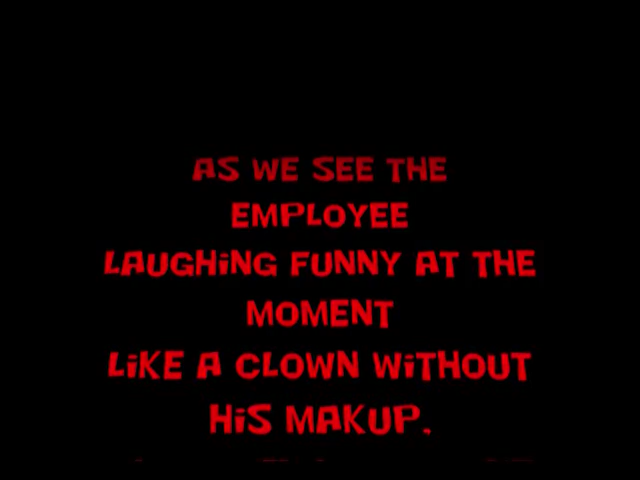 AS WE SEE THE
EMPLOYEE
LAUGHiNG FUNNY AT THE
MOMENT
LiKE A CLOWN WiTHOUT
HiS MAKUP.